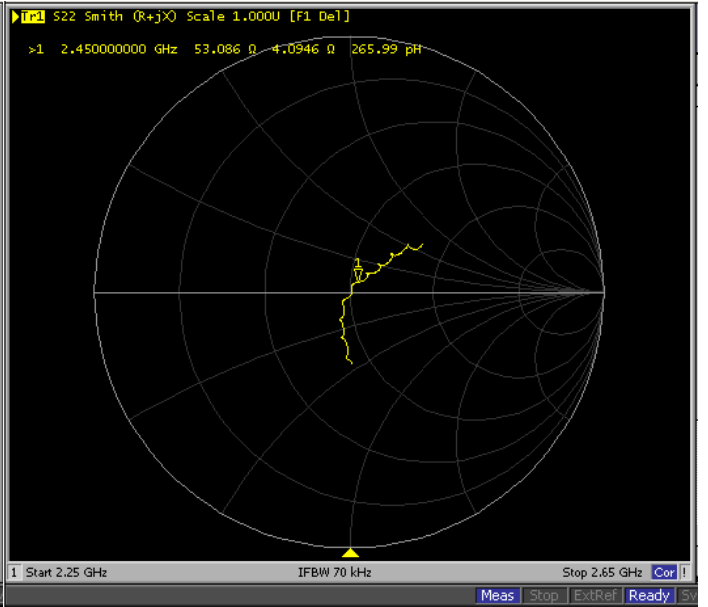 Tr1 S22 Smith (R+jX) Scale 1.000U [F1 Del]
>1 2.450000000 GHz 53.086 Ω 4.0946 Ω 265.99 pH
1
1 Start 2.25 GHz IFBW 70 kHz Stop 2.65 GHz Cor !
Meas Stop ExtRef Ready Sv